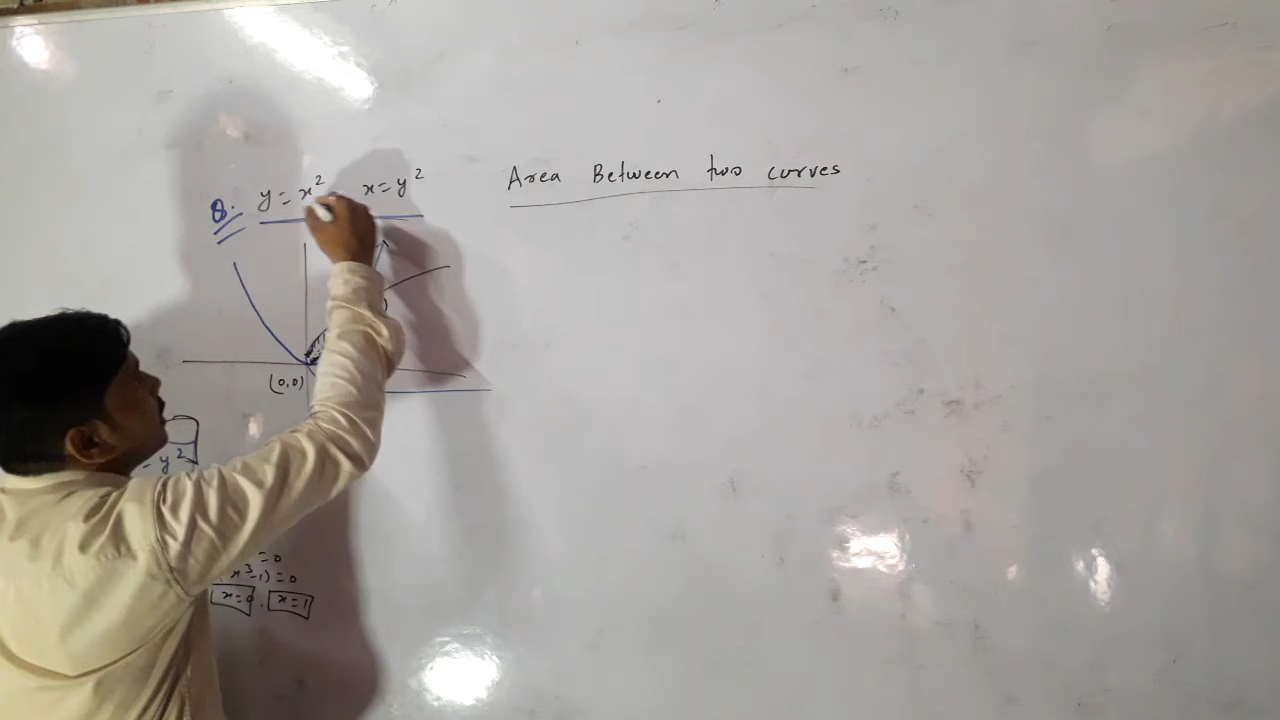 Area Between two curves
Q. y = x² x = y²
(0,0)
= y²
= 0
x³-1) = 0
x=0, x=1